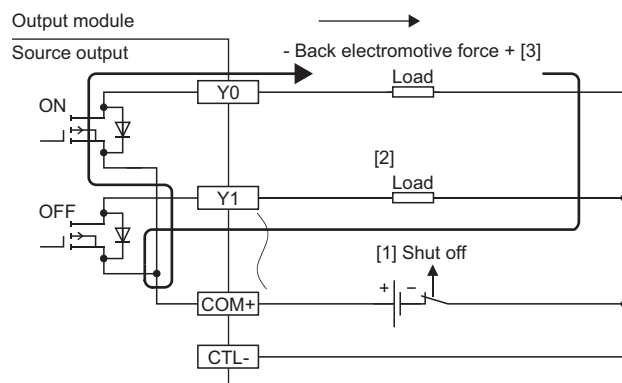 Output module
Source output
- Back electromotive force + [3]
Y0
Load
ON
[2]
Y1
Load
OFF
[1] Shut off
+ −
COM+
CTL-